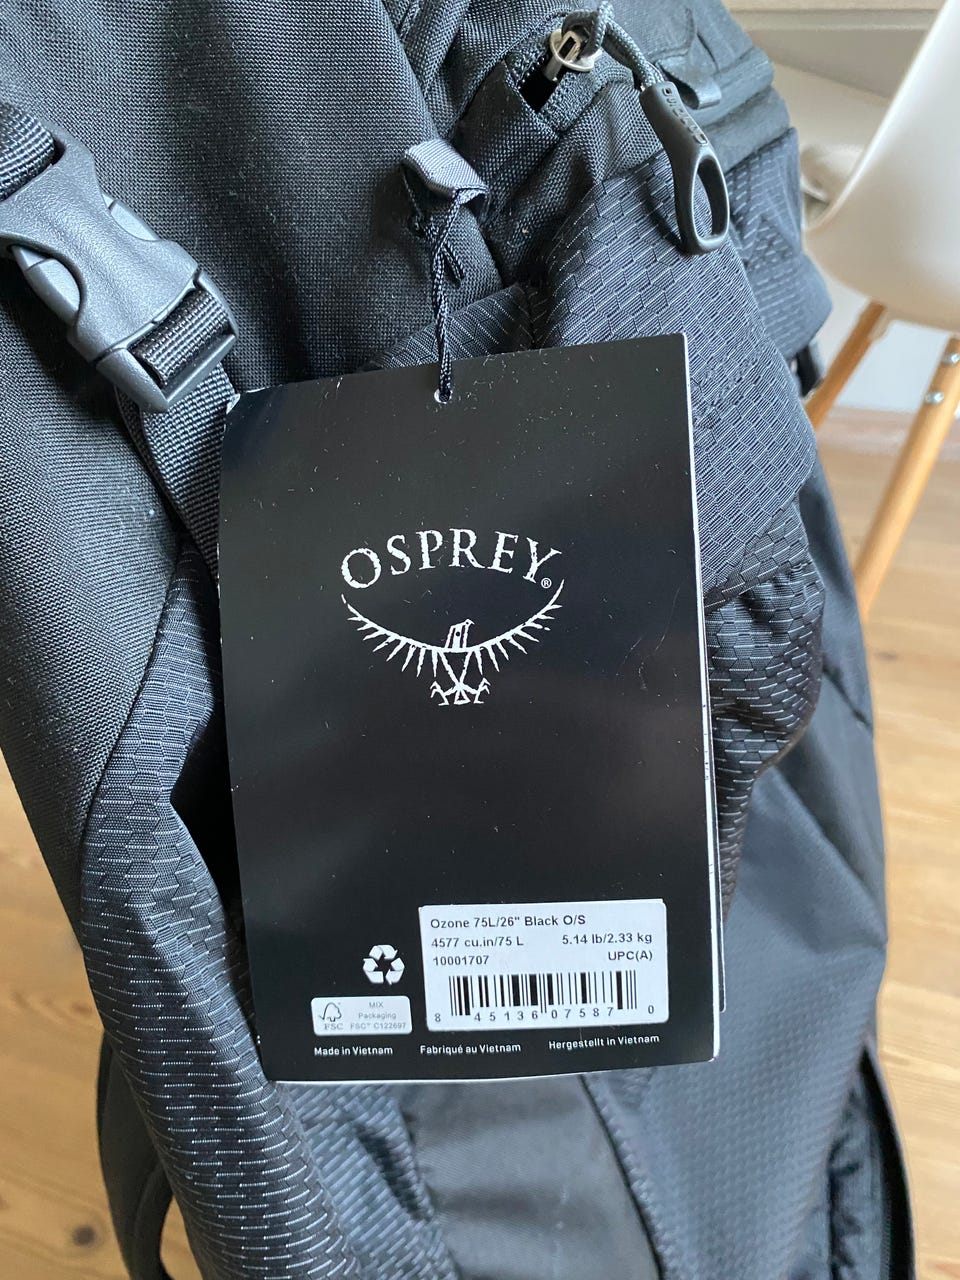 OSPREY
OSPREY®
Ozone 75L/26" Black O/S
4577 cu.in/75 L 5.14 lb/2.33 kg
10001707 UPC(A)
8 45136 07587 0
MIX
Packaging
FSC FSC® C122697
Made in Vietnam Fabriqué au Vietnam Hergestellt in Vietnam